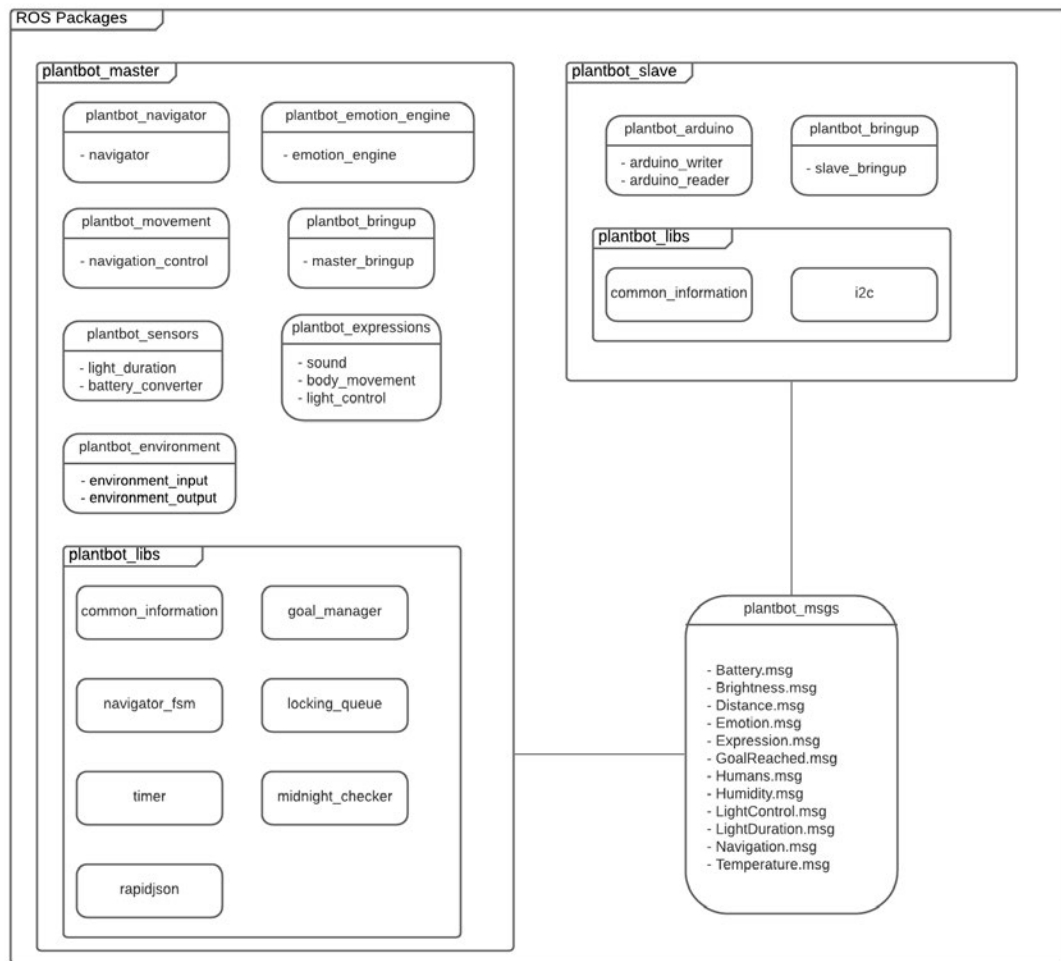 ROS Packages
plantbot_master
plantbot_navigator
- navigator
plantbot_emotion_engine
- emotion_engine
plantbot_movement
- navigation_control
plantbot_bringup
- master_bringup
plantbot_sensors
- light_duration
- battery_converter
plantbot_expressions
- sound
- body_movement
- light_control
plantbot_environment
- environment_input
- environment_output
plantbot_libs
common_information
goal_manager
navigator_fsm
locking_queue
timer
midnight_checker
rapidjson
plantbot_slave
plantbot_arduino
- arduino_writer
- arduino_reader
plantbot_bringup
- slave_bringup
plantbot_libs
common_information
i2c
plantbot_msgs
- Battery.msg
- Brightness.msg
- Distance.msg
- Emotion.msg
- Expression.msg
- GoalReached.msg
- Humans.msg
- Humidity.msg
- LightControl.msg
- LightDuration.msg
- Navigation.msg
- Temperature.msg